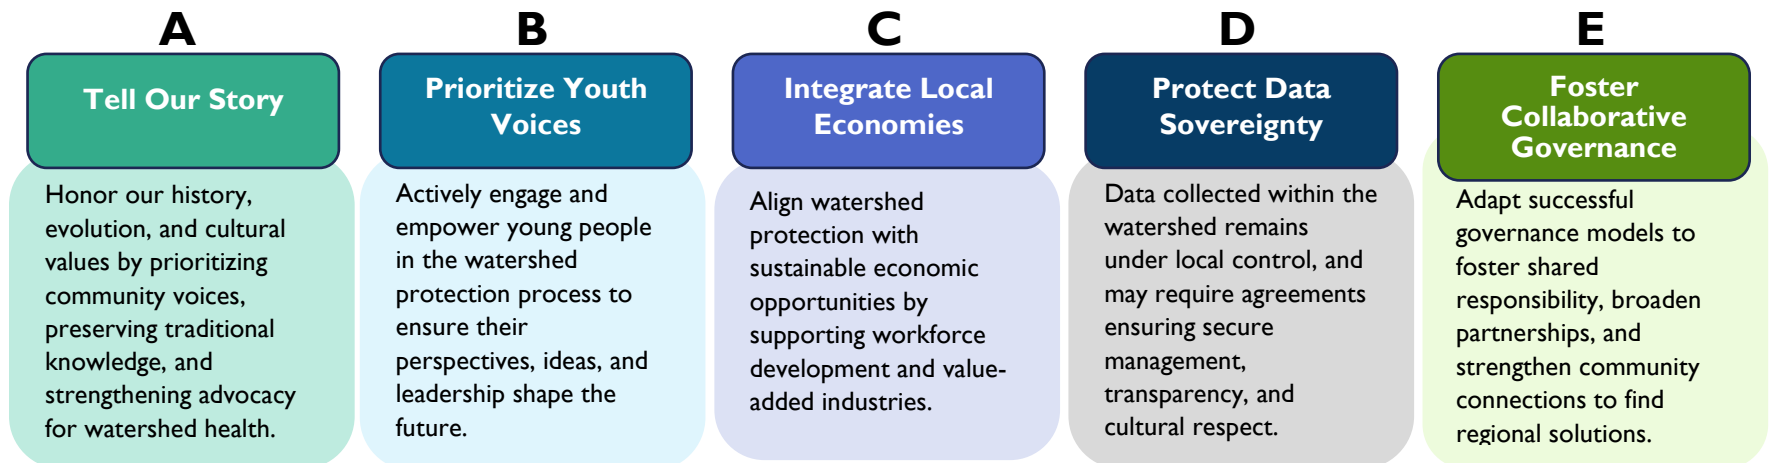 A
Tell Our Story
Honor our history,
evolution, and cultural
values by prioritizing
community voices,
preserving traditional
knowledge, and
strengthening advocacy
for watershed health.
B
Prioritize Youth
Voices
Actively engage and
empower young people
in the watershed
protection process to
ensure their
perspectives, ideas, and
leadership shape the
future.
C
Integrate Local
Economies
Align watershed
protection with
sustainable economic
opportunities by
supporting workforce
development and value-
added industries.
D
Protect Data
Sovereignty
Data collected within the
watershed remains
under local control, and
may require agreements
ensuring secure
management,
transparency, and
cultural respect.
E
Foster
Collaborative
Governance
Adapt successful
governance models to
foster shared
responsibility, broaden
partnerships, and
strengthen community
connections to find
regional solutions.